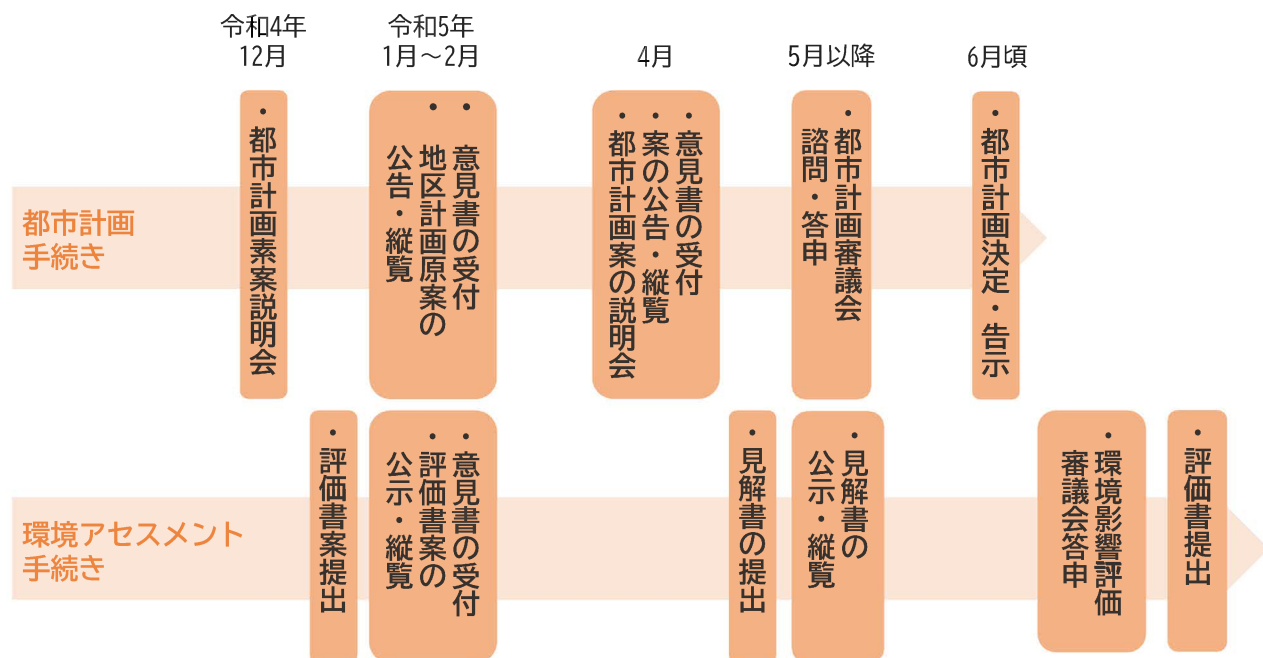 令和4年
12月
令和5年
1月～2月
4月
5月以降
6月頃
都市計画
手続き
・都市計画素案説明会
・意見書の受付
・地区計画原案の
公告・縦覧
・意見書の受付
・案の公告・縦覧
・都市計画案の説明会
・都市計画審議会
諮問・答申
・都市計画決定・告示
環境アセスメント
手続き
・評価書案提出
・意見書の受付
・評価書案の
公示・縦覧
・見解書の提出
・見解書の
公示・縦覧
・環境影響評価
審議会答申
・評価書提出